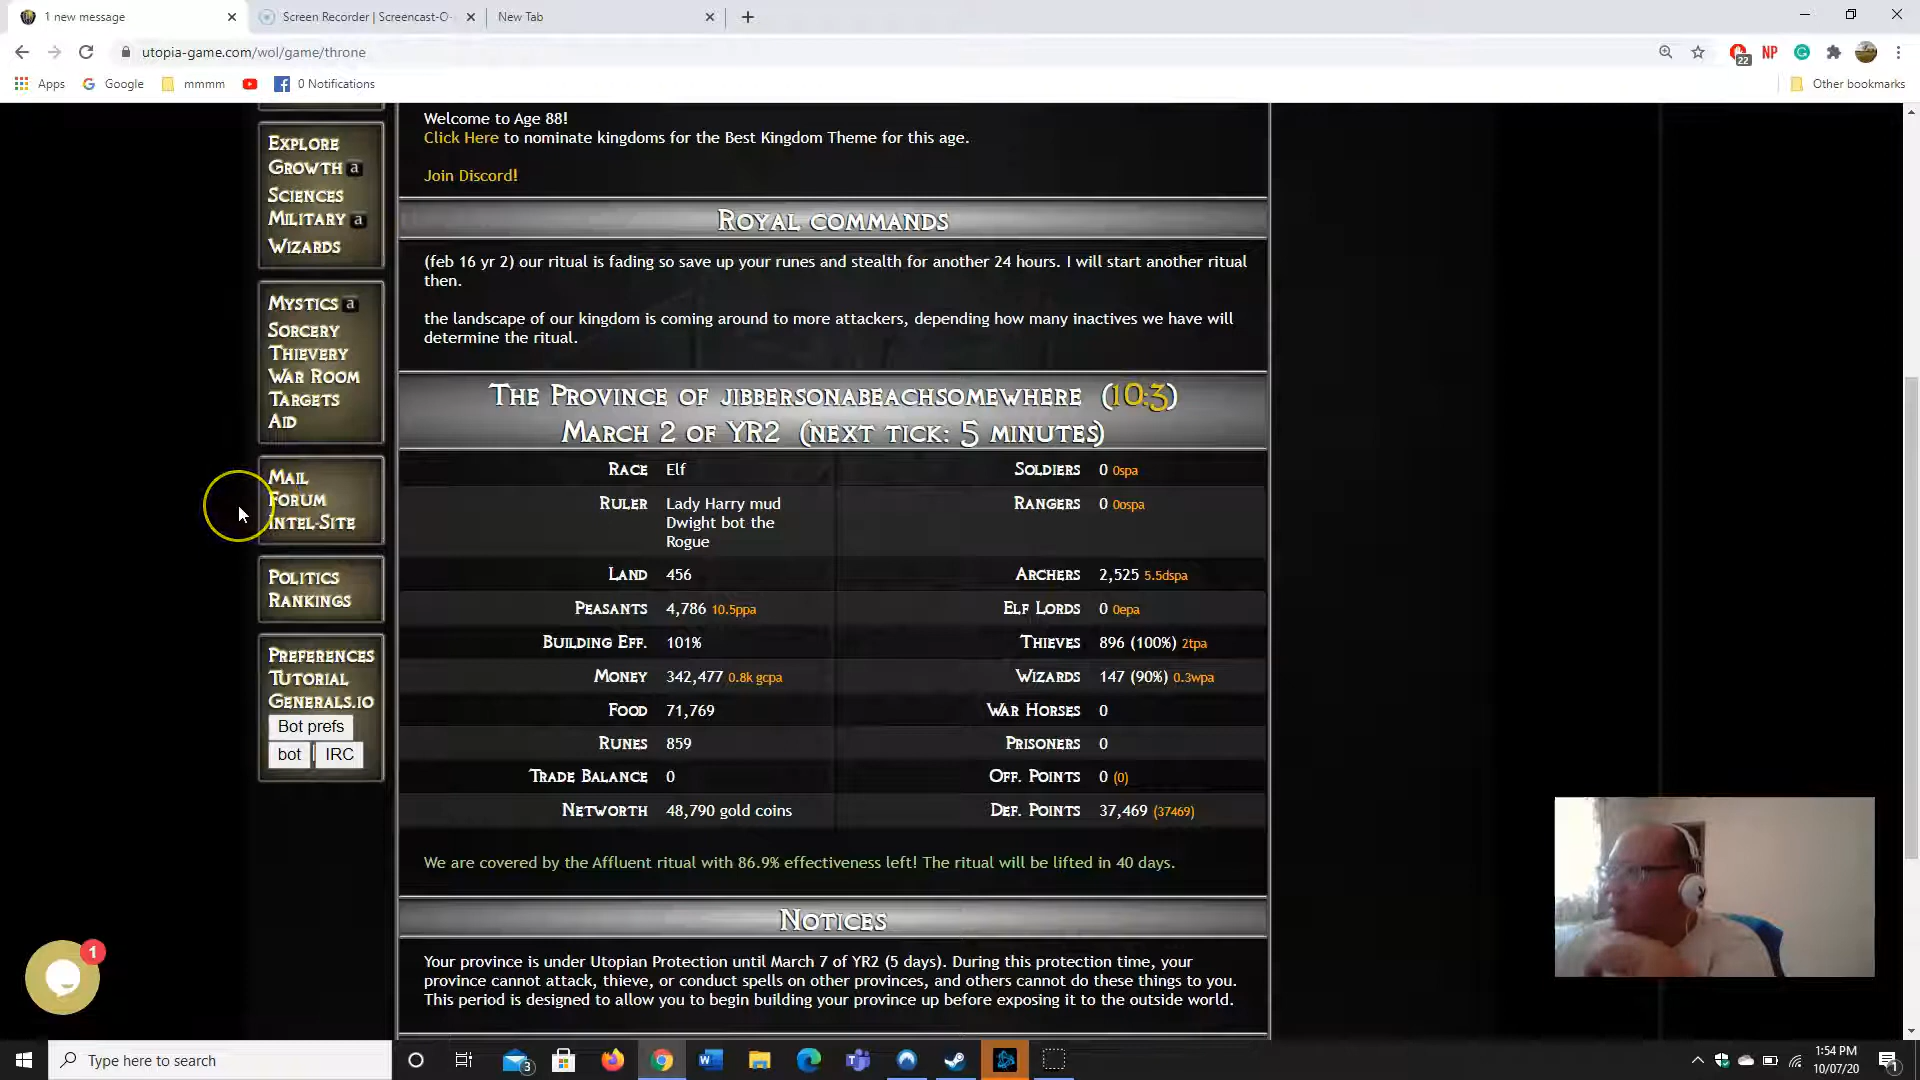 1 new message
Screen Recorder | Screencast-O-
New Tab
utopia-game.com/wol/game/throne
22
NP
Apps
Google
mmmm
0 Notifications
Other bookmarks
Welcome to Age 88!
Click Here to nominate kingdoms for the Best Kingdom Theme for this age.
Join Discord!
Explore
Growth a
Sciences
Military a
Wizards
Mystics a
Sorcery
Thievery
War Room
Targets
Aid
Mail
Forum
Intel-Site
Politics
Rankings
Preferences
Tutorial
Generals.io
Bot prefs
bot
IRC
Royal commands
(feb 16 yr 2) our ritual is fading so save up your runes and stealth for another 24 hours. I will start another ritual
then.
the landscape of our kingdom is coming around to more attackers, depending how many inactives we have will
determine the ritual.
The Province of jibbersonabeachsomewhere (10:3)
March 2 of YR2 (next tick: 5 minutes)
Race Elf
Soldiers 0 0spa
Ruler Lady Harry mud
Dwight bot the
Rogue
Rangers 0 0ospa
Land 456
Archers 2,525 5.5dspa
Peasants 4,786 10.5ppa
Elf Lords 0 0epa
Building Eff. 101%
Thieves 896 (100%) 2tpa
Money 342,477 0.8k gcpa
Wizards 147 (90%) 0.3wpa
Food 71,769
War Horses 0
Runes 859
Prisoners 0
Trade Balance 0
Off. Points 0 (0)
Networth 48,790 gold coins
Def. Points 37,469 (37469)
We are covered by the Affluent ritual with 86.9% effectiveness left! The ritual will be lifted in 40 days.
Notices
Your province is under Utopian Protection until March 7 of YR2 (5 days). During this protection time, your
province cannot attack, thieve, or conduct spells on other provinces, and others cannot do these things to you.
This period is designed to allow you to begin building your province up before exposing it to the outside world.
1
Type here to search
3
1:54 PM
10/07/20
1